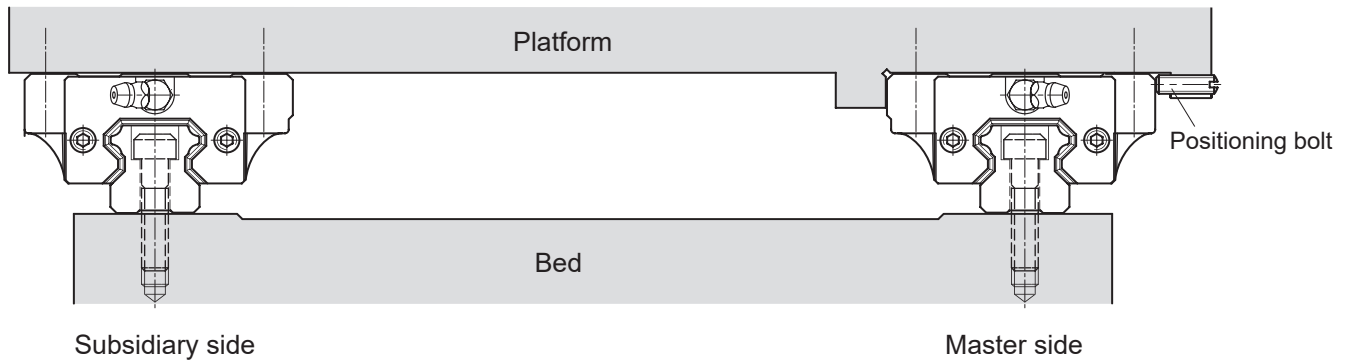 Platform
Positioning bolt
Bed
Subsidiary side
Master side